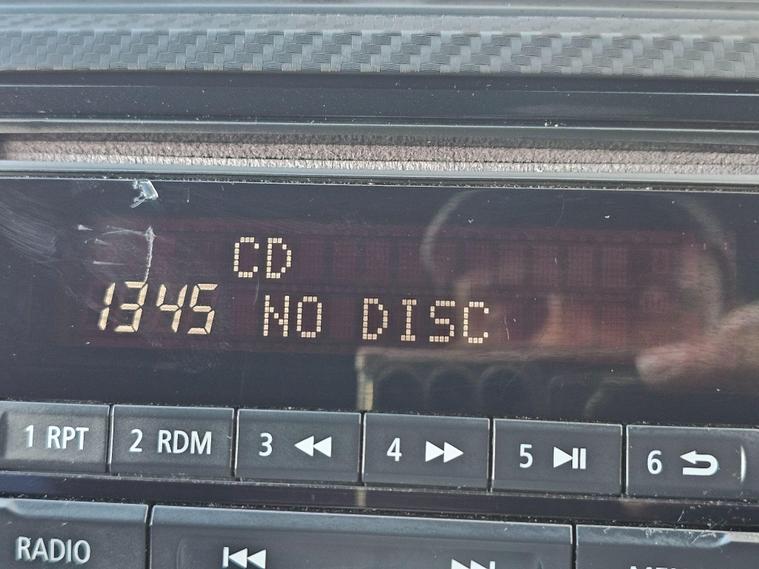 CD
1345 NO DISC
1 RPT 2 RDM 3 4 5 6
RADIO